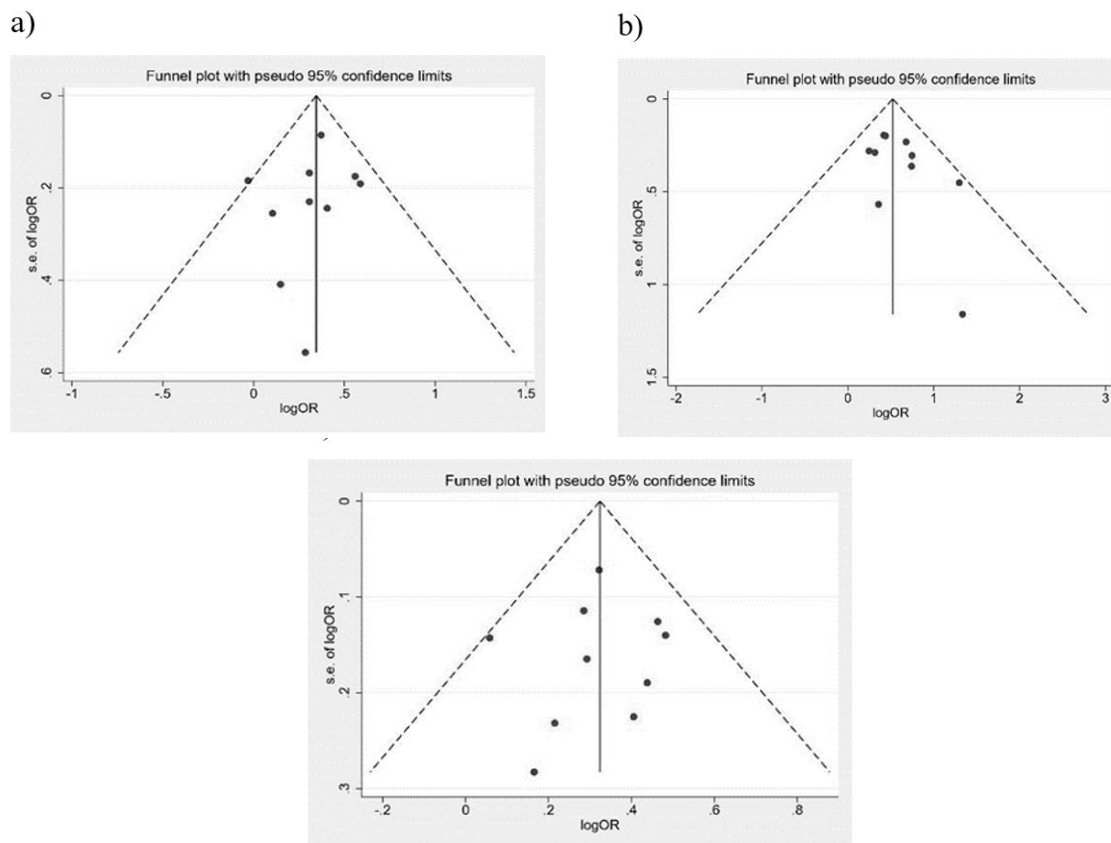 a)
Funnel plot with pseudo 95% confidence limits
0
.2
.4
.6
s.e. of logOR
-1
-.5
0
.5
1
1.5
logOR
b)
Funnel plot with pseudo 95% confidence limits
0
.5
1
1.5
s.e. of logOR
-2
-1
0
1
2
3
logOR
Funnel plot with pseudo 95% confidence limits
0
.1
.2
.3
s.e. of logOR
-.2
0
.2
.4
.6
.8
logOR